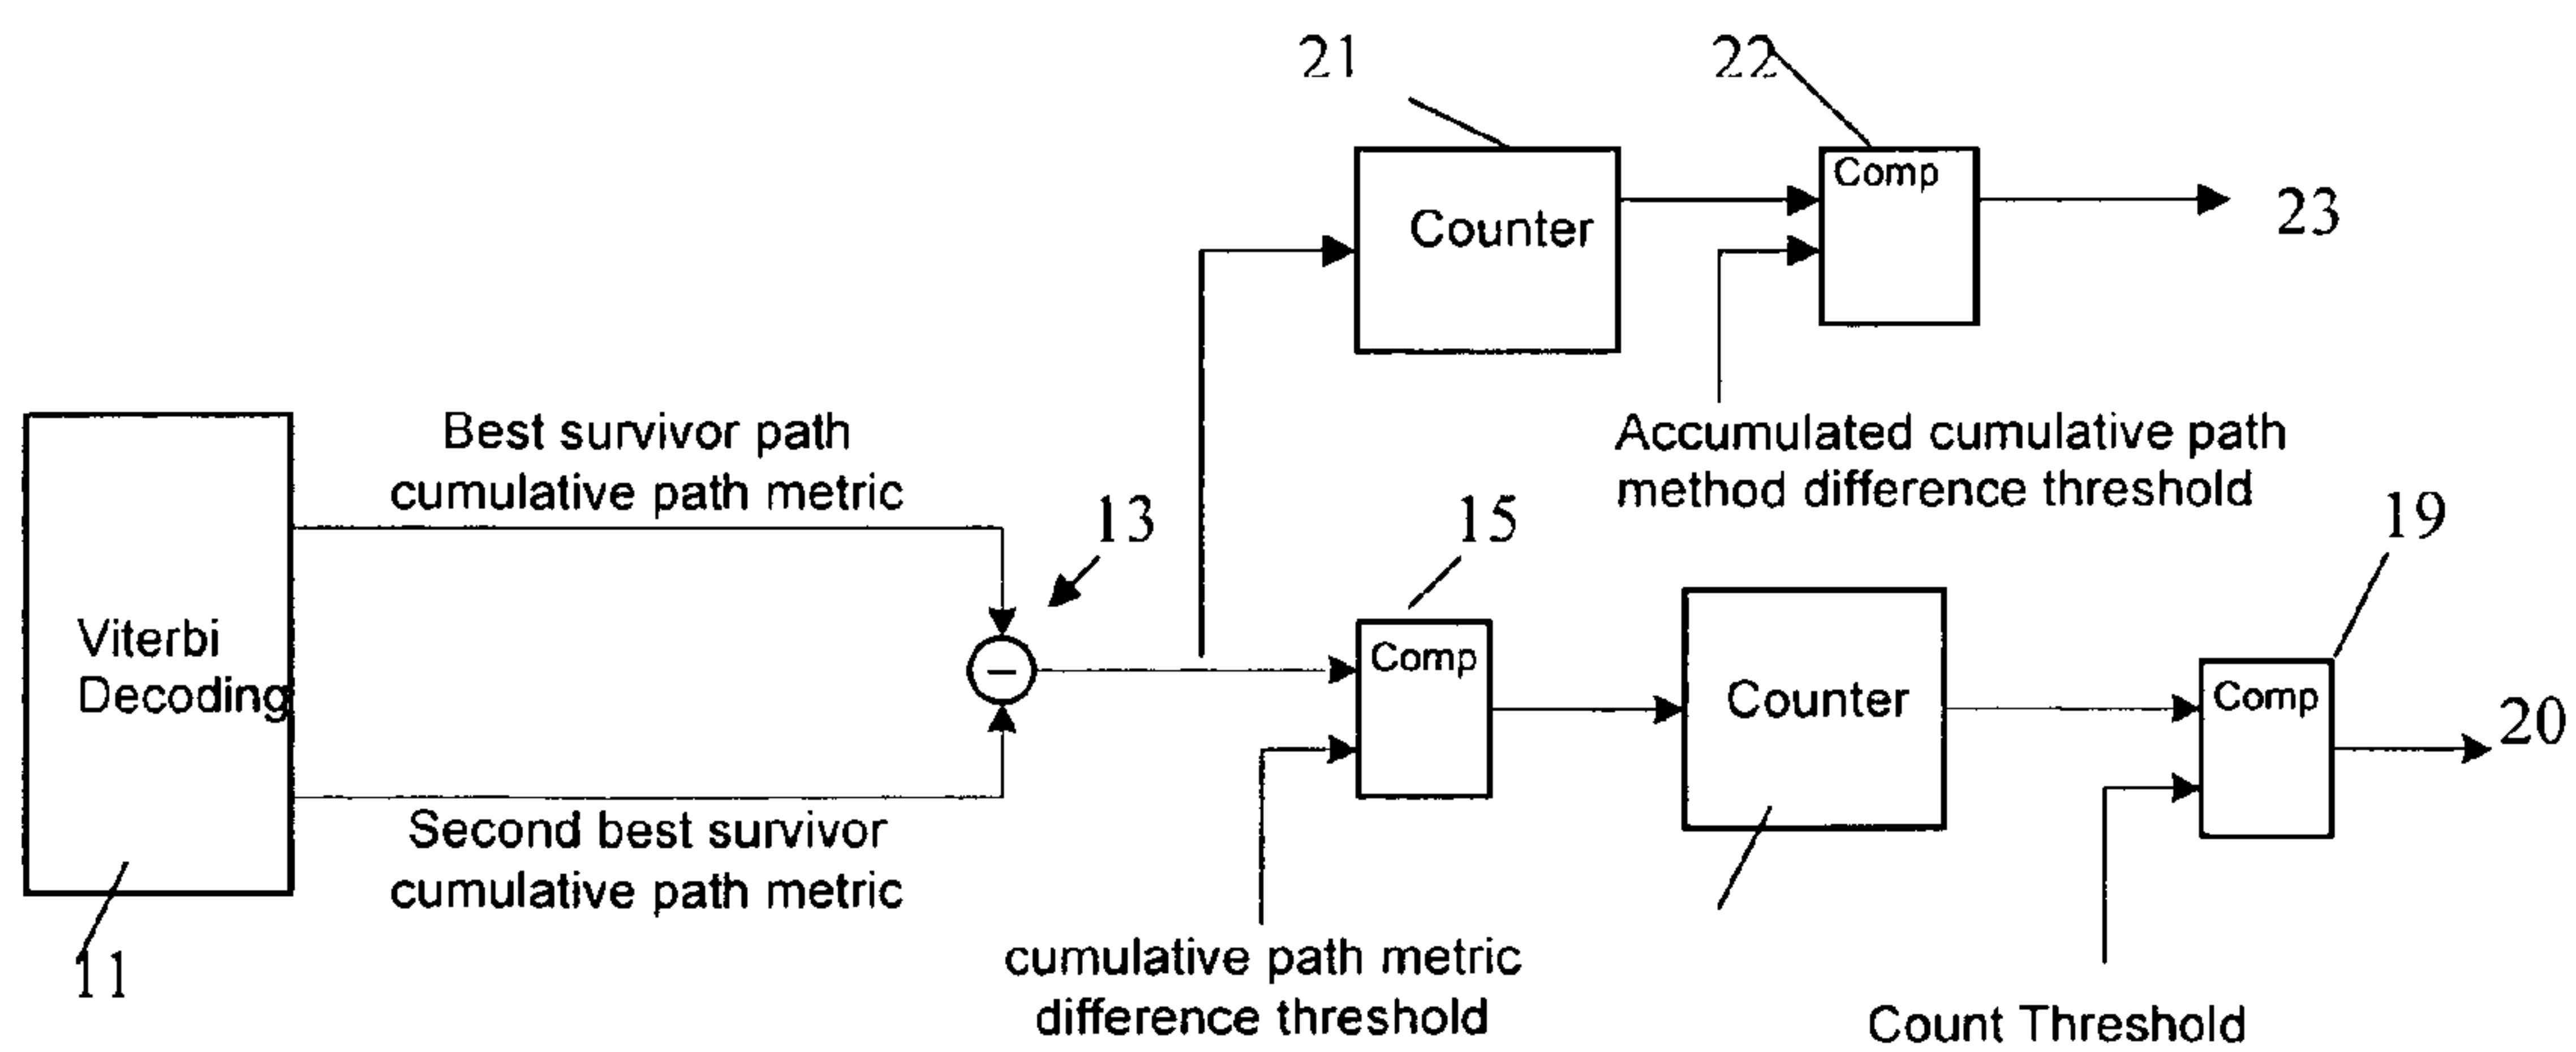 21
22
Comp
Counter
23
Best survivor path
cumulative path metric
Accumulated cumulative path
method difference threshold
13
15
19
Viterbi
Decoding
−
Comp
Counter
Comp
20
Second best survivor
cumulative path metric
11
cumulative path metric
difference threshold
Count Threshold